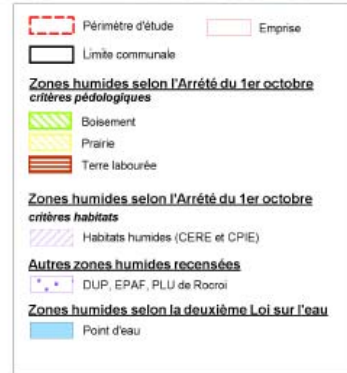 Périmètre d'étude
Emprise
Limite communale
Zones humides selon l'Arrété du 1er octobre
critères pédologiques
Boisement
Prairie
Terre labourée
Zones humides selon l'Arrété du 1er octobre
critères habitats
Habitats humides (CERE et CPIE)
Autres zones humides recensées
DUP, EPAF, PLU de Rocroi
Zones humides selon la deuxième Loi sur l'eau
Point d'eau